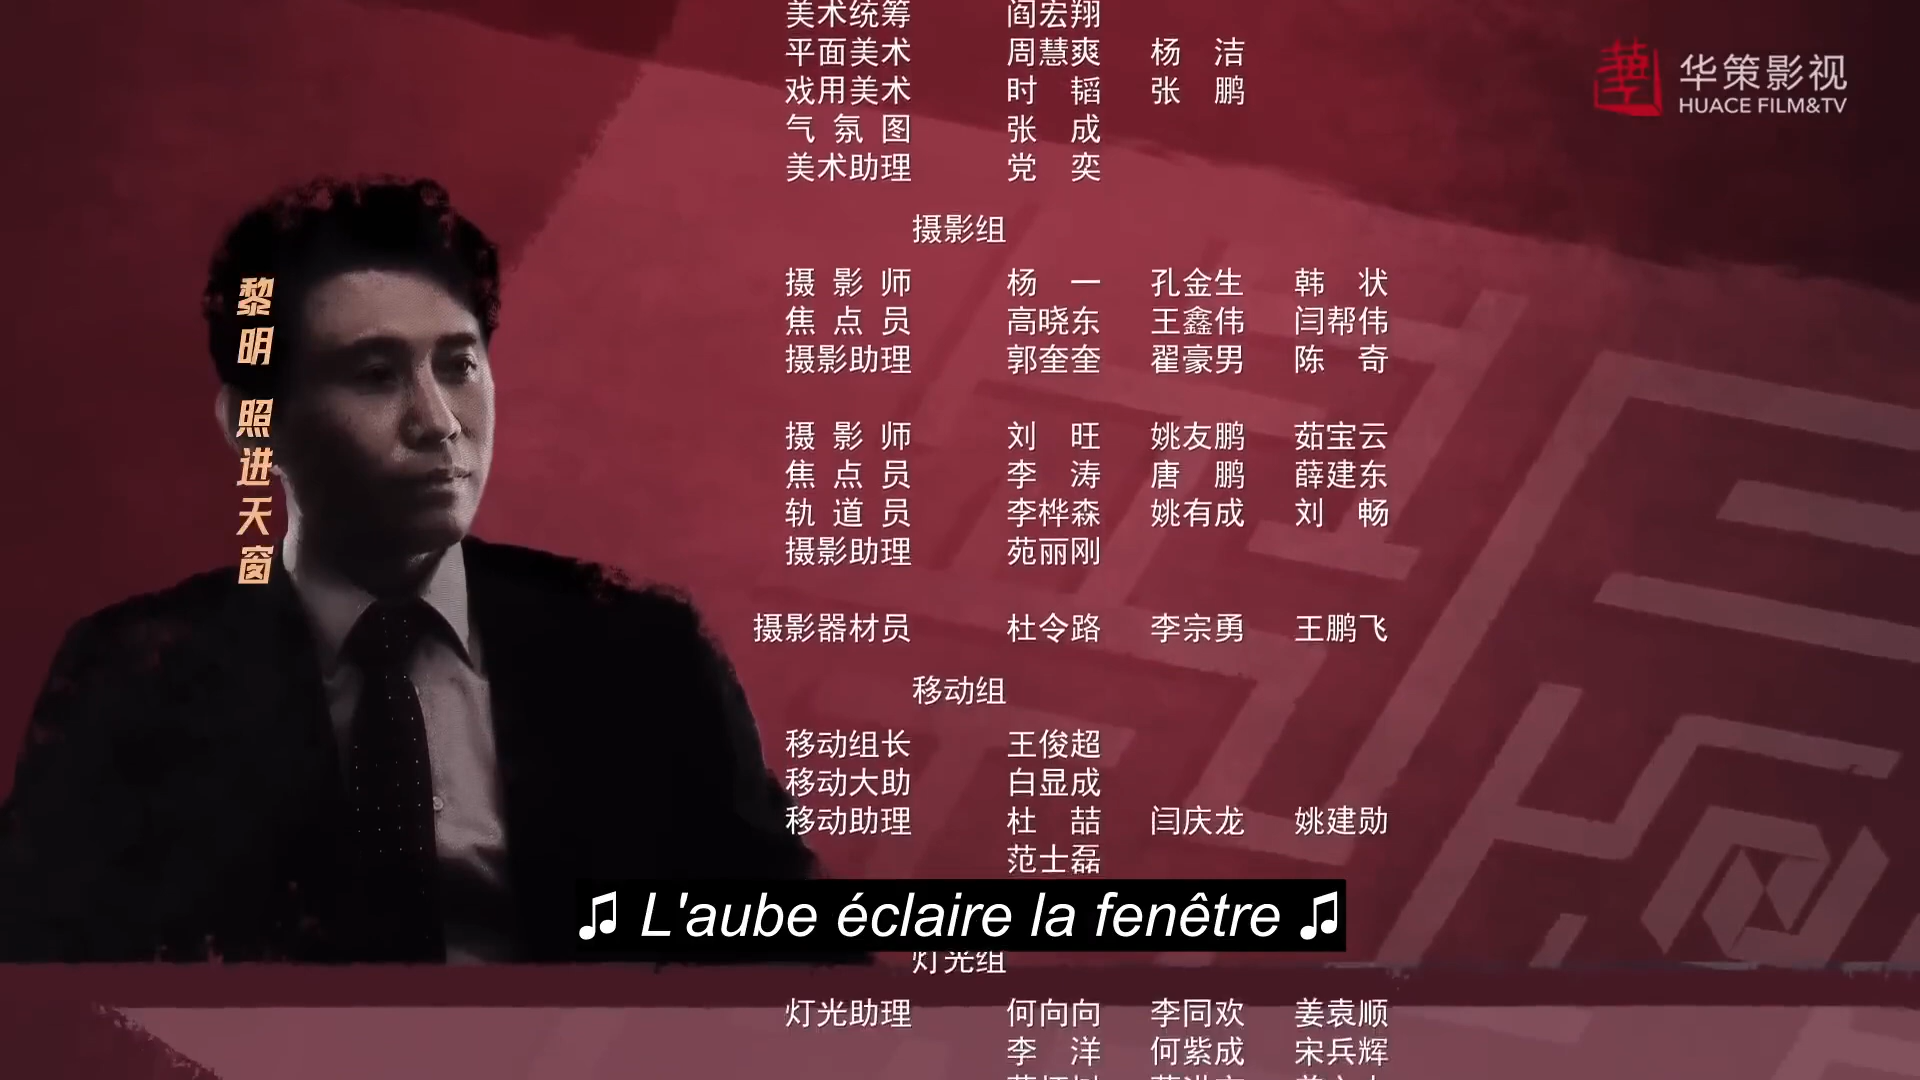 美术统筹 阎宏翔
平面美术 周慧爽 杨洁
戏用美术 时韬 张鹏
气氛图 张成
美术助理 党奕
华策影视
HUACE FILM&TV
摄影组
摄影师 杨一 孔金生 韩状
焦点员 高晓东 王鑫伟 闫帮伟
摄影助理 郭奎奎 翟豪男 陈奇
摄影师 刘旺 姚友鹏 茹宝云
焦点员 李涛 唐鹏 薛建东
轨道员 李桦森 姚有成 刘畅
摄影助理 苑丽刚
摄影器材员 杜令路 李宗勇 王鹏飞
黎明 照进天窗
移动组
移动组长 王俊超
移动大助 白显成
移动助理 杜喆 闫庆龙 姚建勋
范士磊
♫ L'aube éclaire la fenêtre ♫
灯光组
灯光助理 何向向 李同欢 姜袁顺
李洋 何紫成 宋兵辉